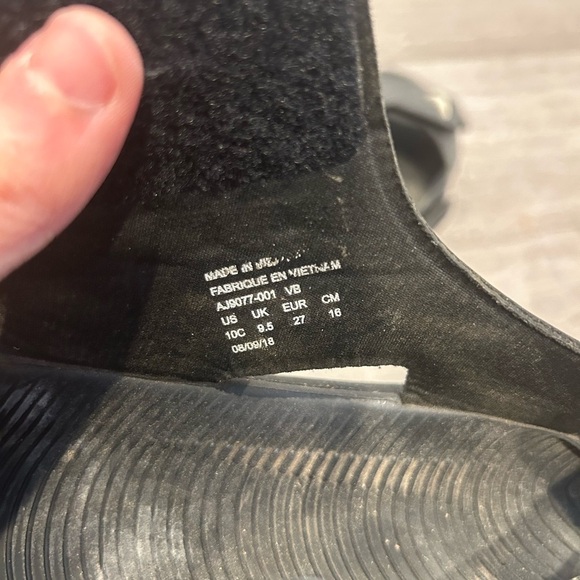 MADE IN
FABRIQUE EN VIETNAM
AJ9077-001 VB
US UK EUR CM
10C 9.5 27 16
08/09/18